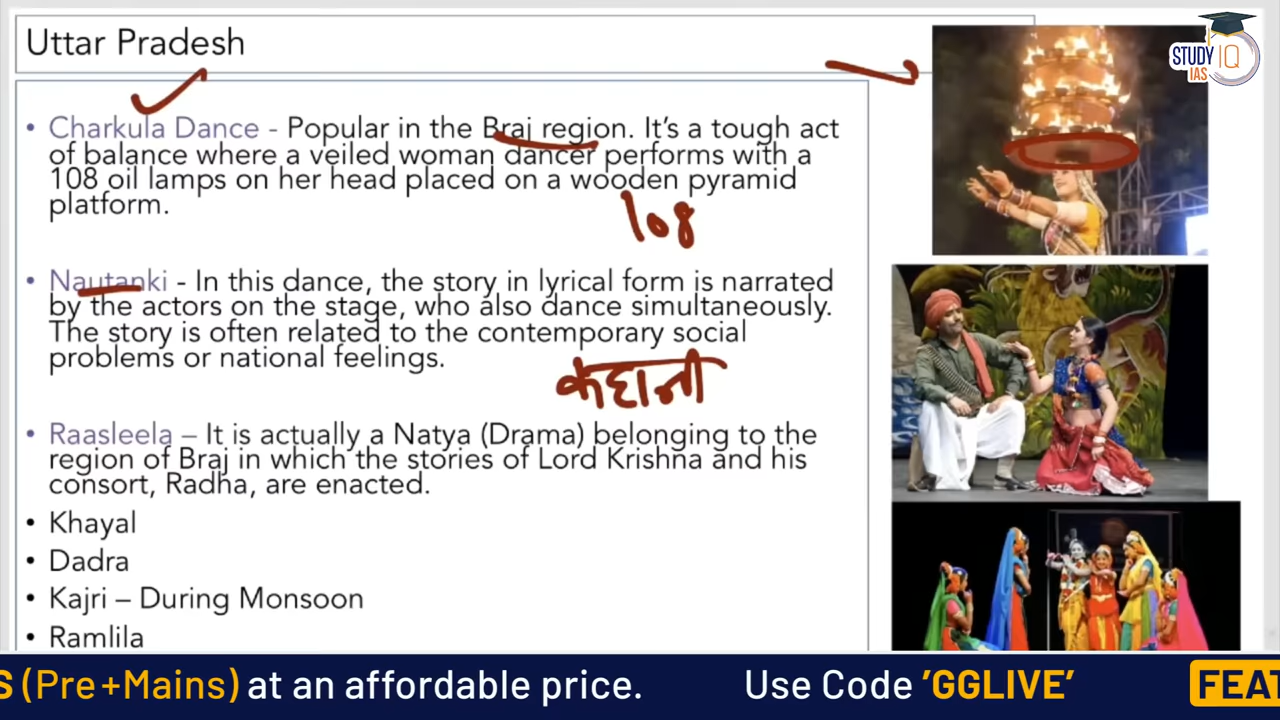 Uttar Pradesh
STUDY IQ
IAS
• Charkula Dance - Popular in the Braj region. It's a tough act
of balance where a veiled woman dancer performs with a
108 oil lamps on her head placed on a wooden pyramid
platform.
108
• Nautanki - In this dance, the story in lyrical form is narrated
by the actors on the stage, who also dance simultaneously.
The story is often related to the contemporary social
problems or national feelings.
कहानी
• Raasleela – It is actually a Natya (Drama) belonging to the
region of Braj in which the stories of Lord Krishna and his
consort, Radha, are enacted.
• Khayal
• Dadra
• Kajri – During Monsoon
• Ramlila
S (Pre+Mains) at an affordable price. Use Code 'GGLIVE' FEAT